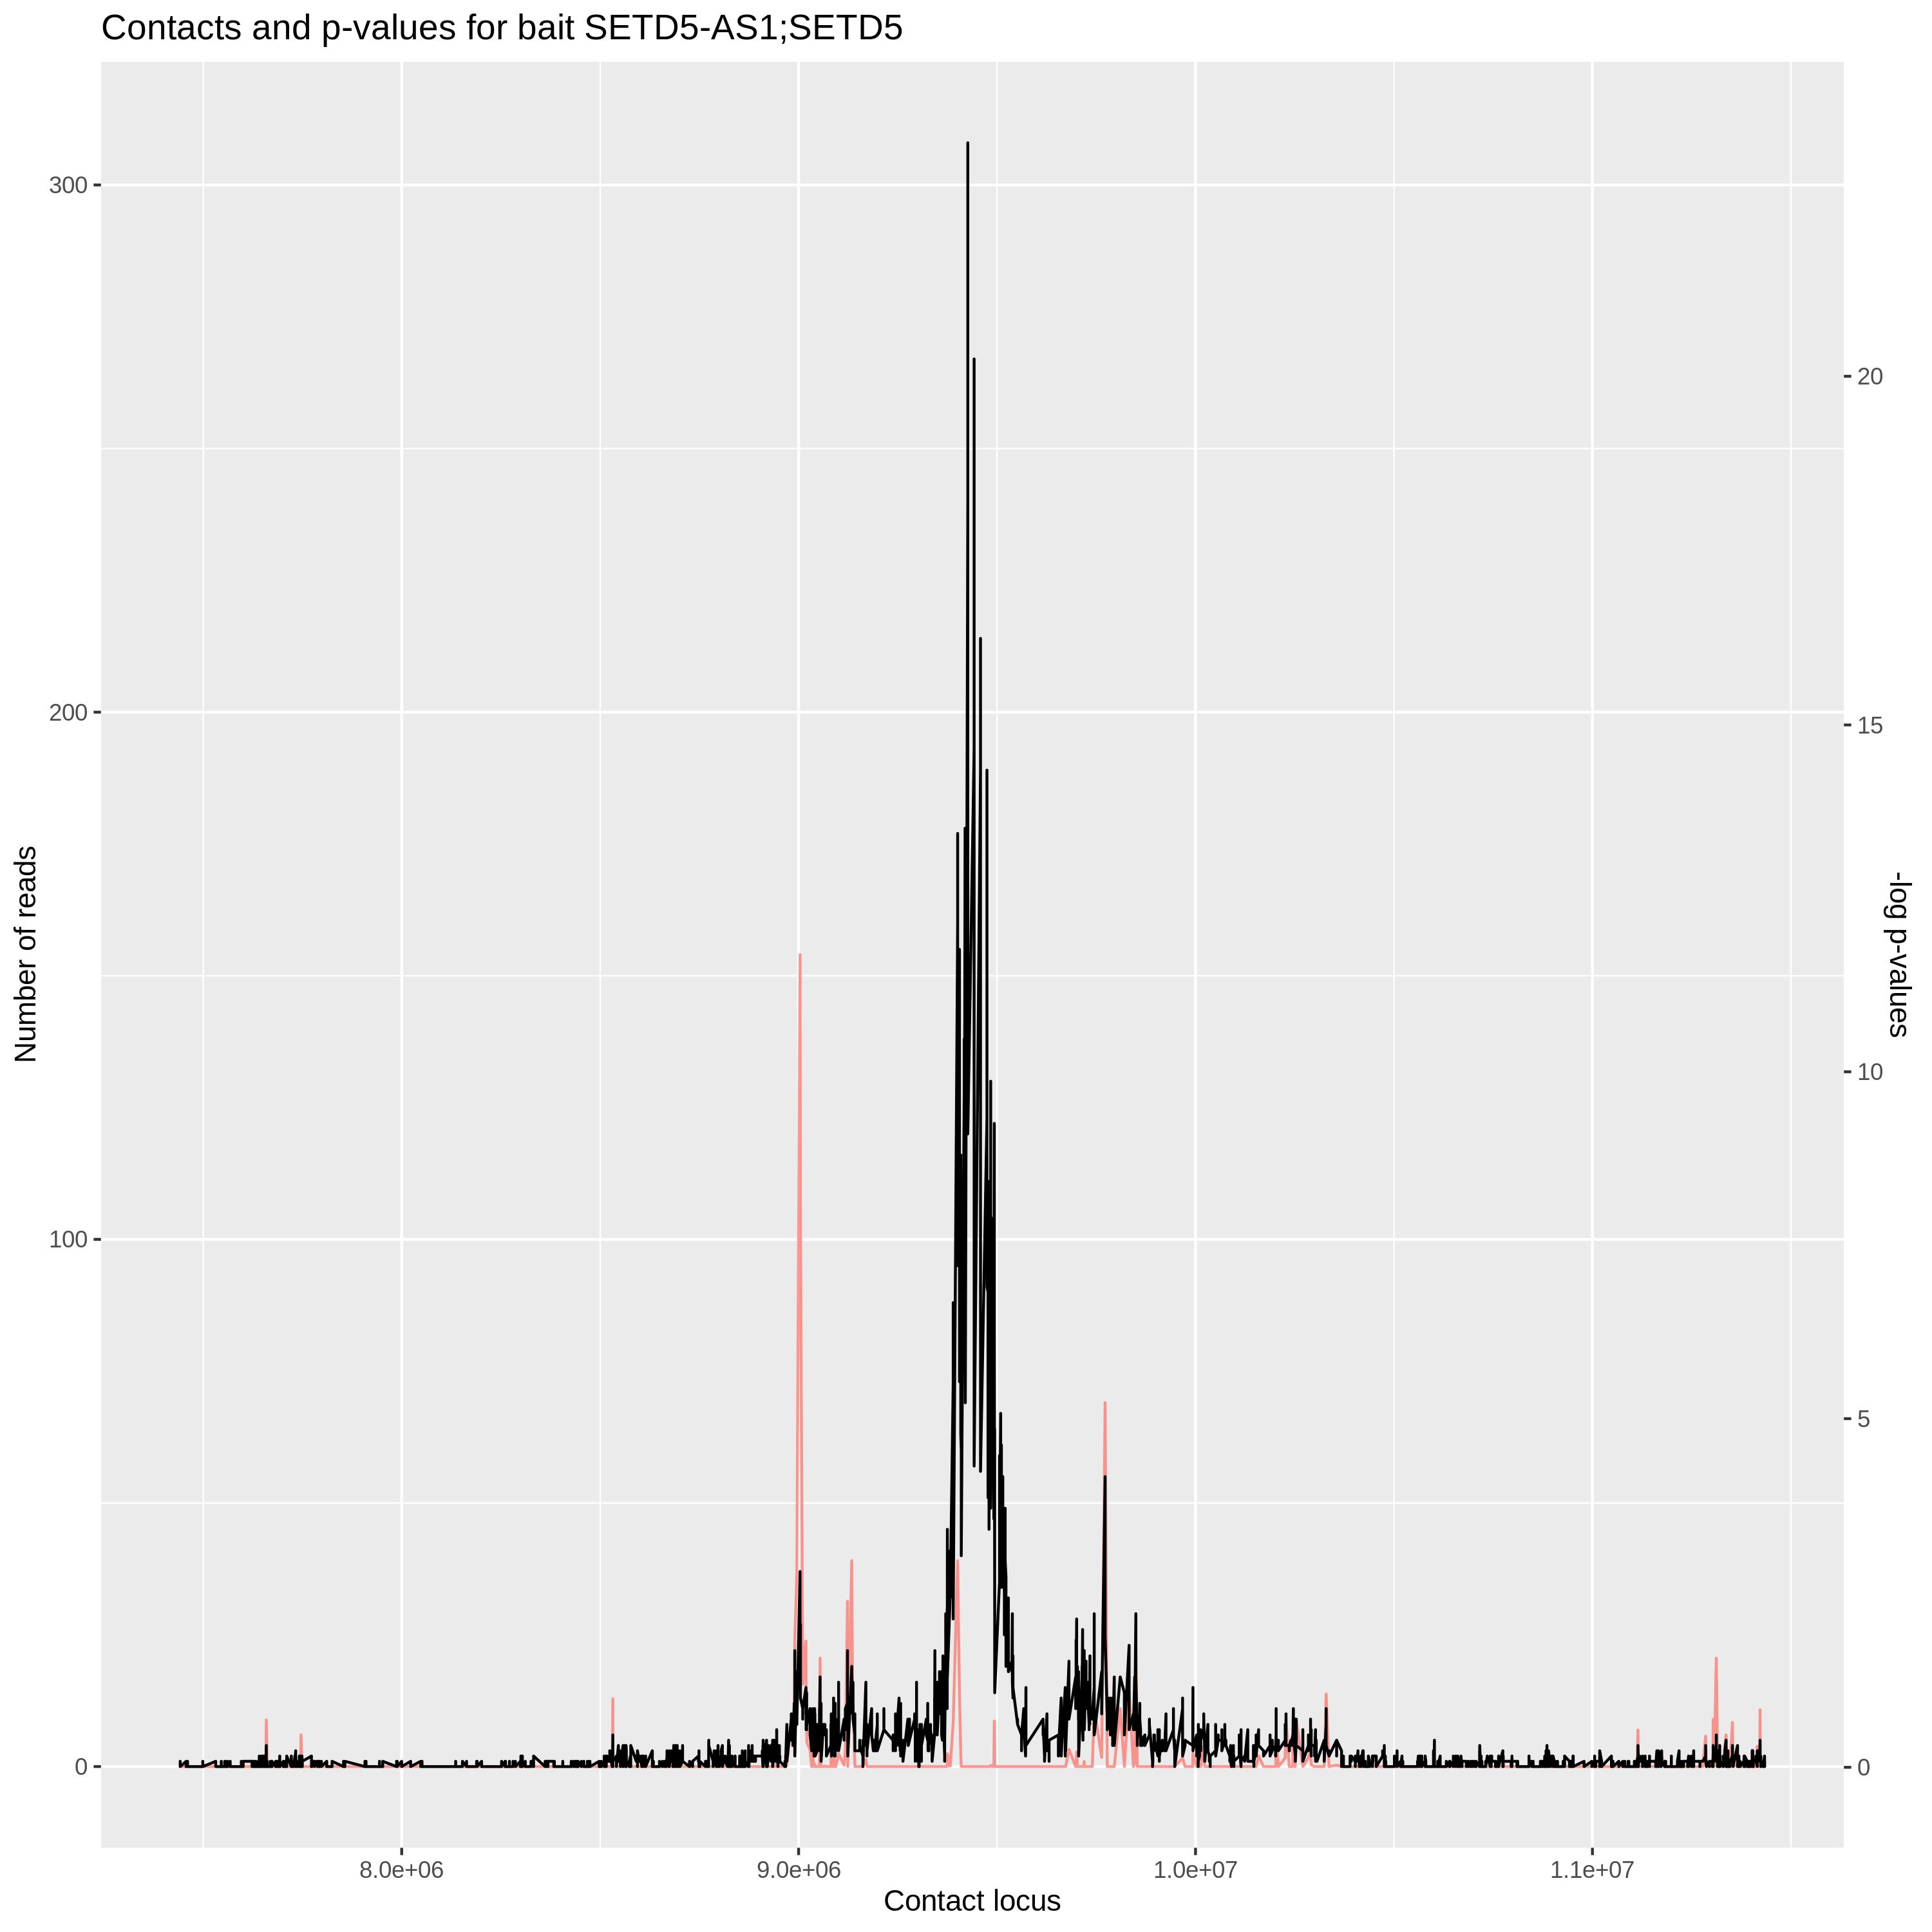 Contacts and p-values for bait SETD5-AS1;SETD5
300
200
100
0
Number of reads
20
15
10
5
0
-log p-values
8.0e+06
9.0e+06
1.0e+07
1.1e+07
Contact locus